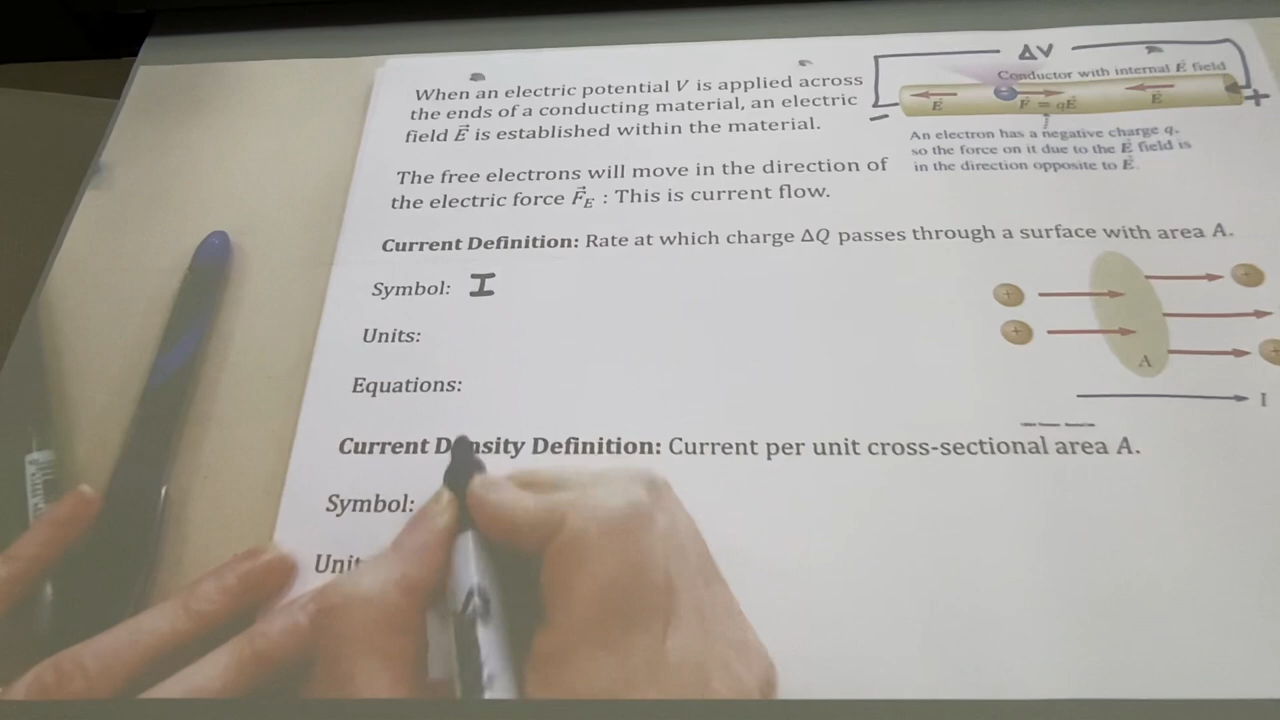 When an electric potential V is applied across
the ends of a conducting material, an electric
field E⃗ is established within the material.
The free electrons will move in the direction of
the electric force F⃗_E : This is current flow.
ΔV
Conductor with internal E⃗ field
E⃗ F⃗ = qE⃗ E⃗
− +
An electron has a negative charge q,
so the force on it due to the E⃗ field is
in the direction opposite to E⃗.
Current Definition: Rate at which charge ΔQ passes through a surface with area A.
Symbol: I
Units:
Equations:
+
+
+
+
A
I
Current Density Definition: Current per unit cross-sectional area A.
Symbol: